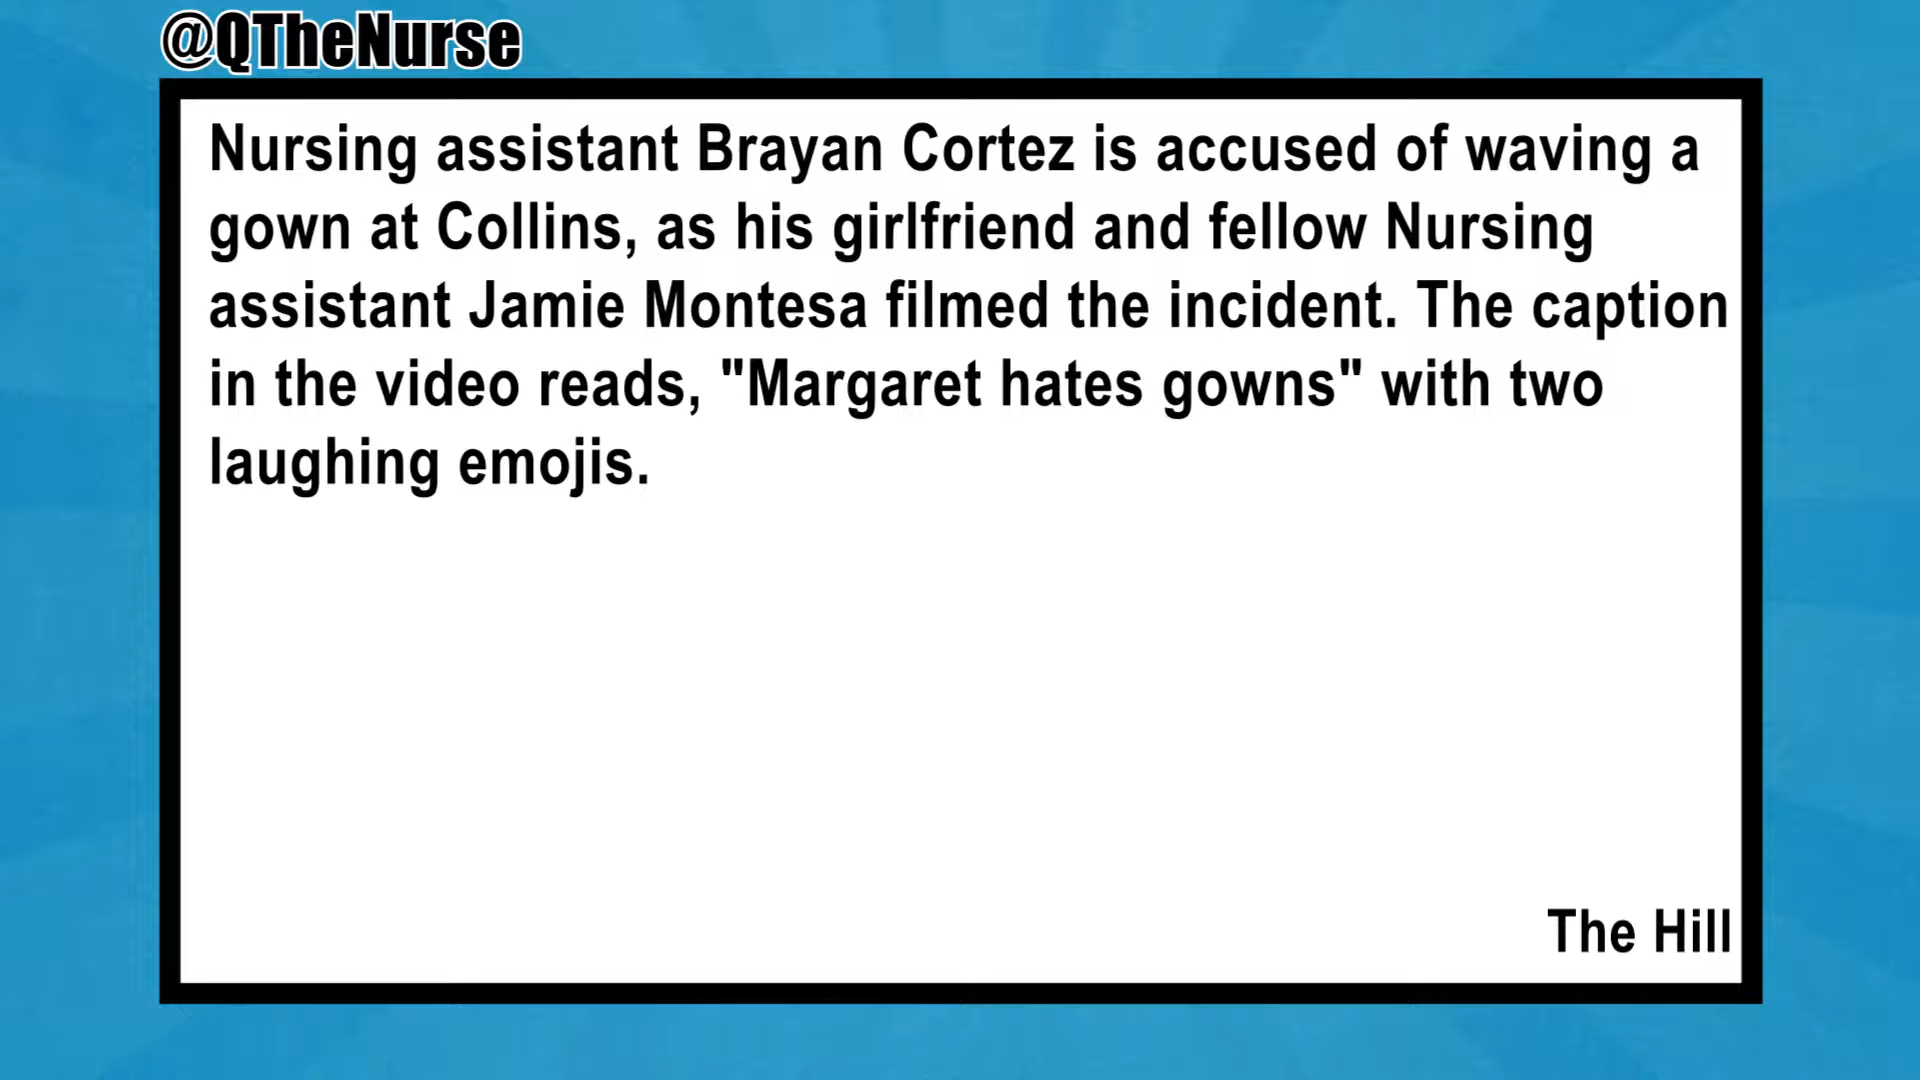 @QTheNurse
Nursing assistant Brayan Cortez is accused of waving a
gown at Collins, as his girlfriend and fellow Nursing
assistant Jamie Montesa filmed the incident. The caption
in the video reads, "Margaret hates gowns" with two
laughing emojis.
The Hill